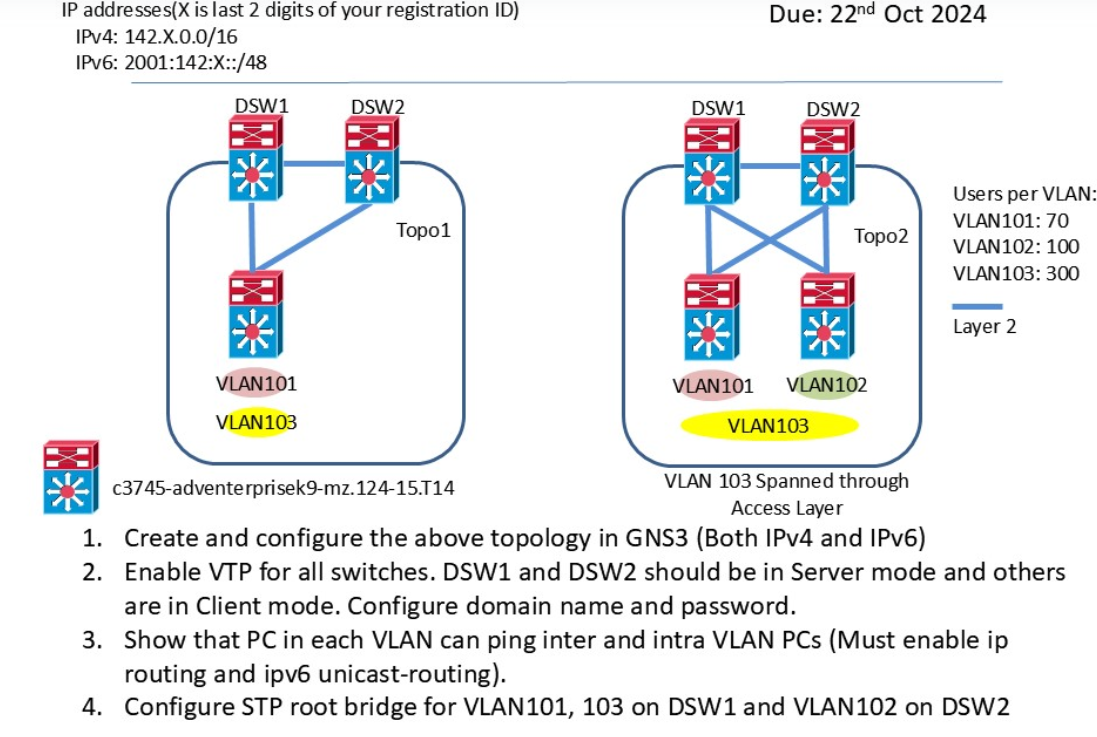 IP addresses(X is last 2 digits of your registration ID)
Due: 22nd Oct 2024
IPv4: 142.X.0.0/16
IPv6: 2001:142:X::/48
DSW1
DSW2
Topo1
VLAN101
VLAN103
DSW1
DSW2
Topo2
VLAN101
VLAN102
VLAN103
VLAN 103 Spanned through
Access Layer
Users per VLAN:
VLAN101: 70
VLAN102: 100
VLAN103: 300
Layer 2
c3745-adventerprisek9-mz.124-15.T14
1. Create and configure the above topology in GNS3 (Both IPv4 and IPv6)
2. Enable VTP for all switches. DSW1 and DSW2 should be in Server mode and others
are in Client mode. Configure domain name and password.
3. Show that PC in each VLAN can ping inter and intra VLAN PCs (Must enable ip
routing and ipv6 unicast-routing).
4. Configure STP root bridge for VLAN101, 103 on DSW1 and VLAN102 on DSW2